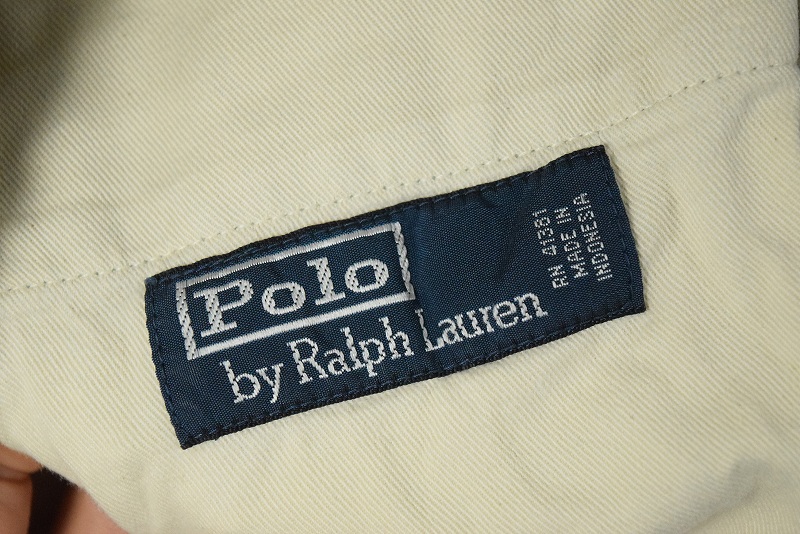 Polo
by Ralph Lauren
RN 41381
MADE IN
INDONESIA